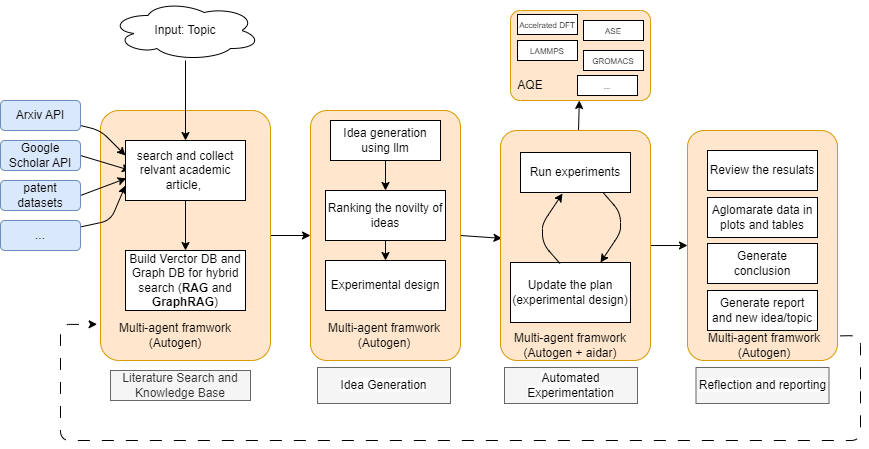 Input: Topic
Accelrated DFT
ASE
LAMMPS
GROMACS
AQE
...
Arxiv API
Google
Scholar API
patent
datasets
...
search and collect
relvant academic
article,
Build Verctor DB and
Graph DB for hybrid
search (RAG and
GraphRAG)
Multi-agent framwork
(Autogen)
Literature Search and
Knowledge Base
Idea generation
using llm
Ranking the novilty of
ideas
Experimental design
Multi-agent framwork
(Autogen)
Idea Generation
Run experiments
Update the plan
(experimental design)
Multi-agent framwork
(Autogen + aidar)
Automated
Experimentation
Review the resulats
Aglomarate data in
plots and tables
Generate
conclusion
Generate report
and new idea/topic
Multi-agent framwork
(Autogen)
Reflection and reporting